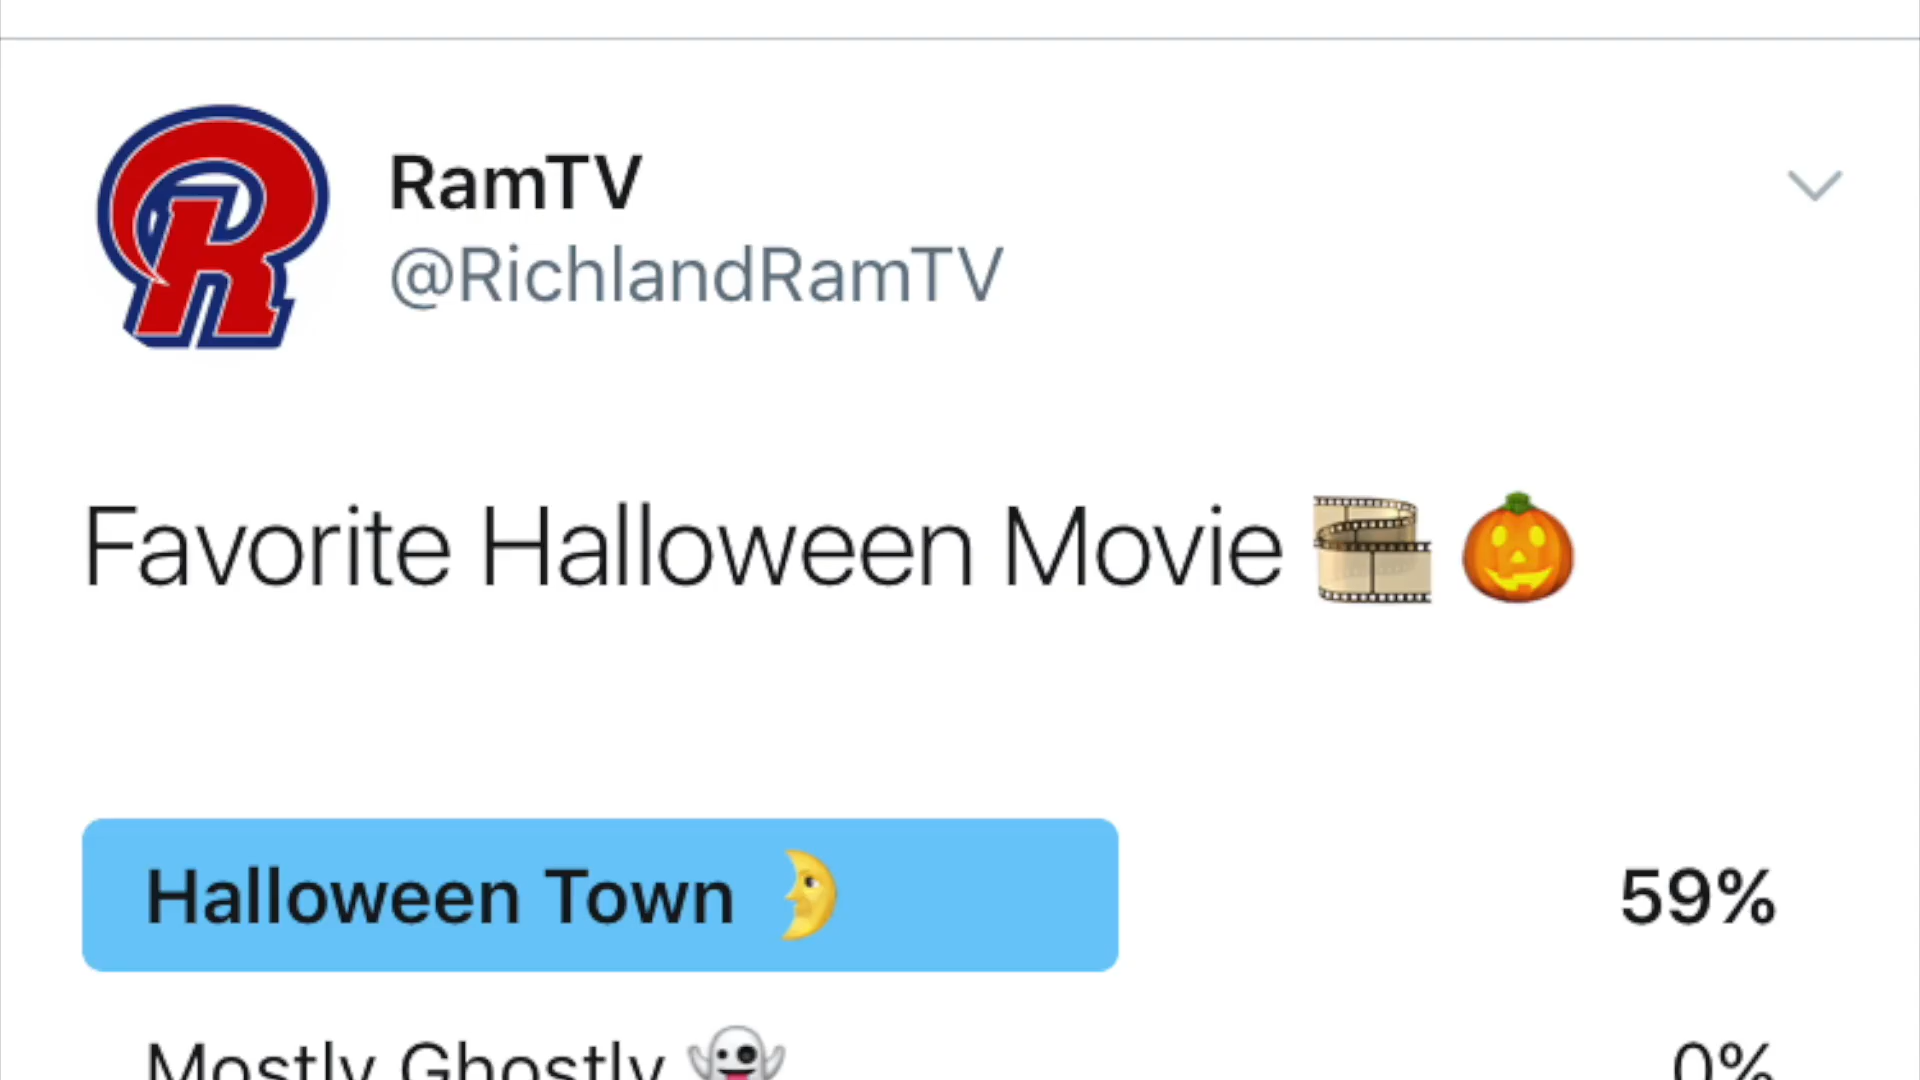 RamTV
@RichlandRamTV
Favorite Halloween Movie 🎞️ 🎃
Halloween Town 🌛 59%
Mostly Ghostly 👻 0%